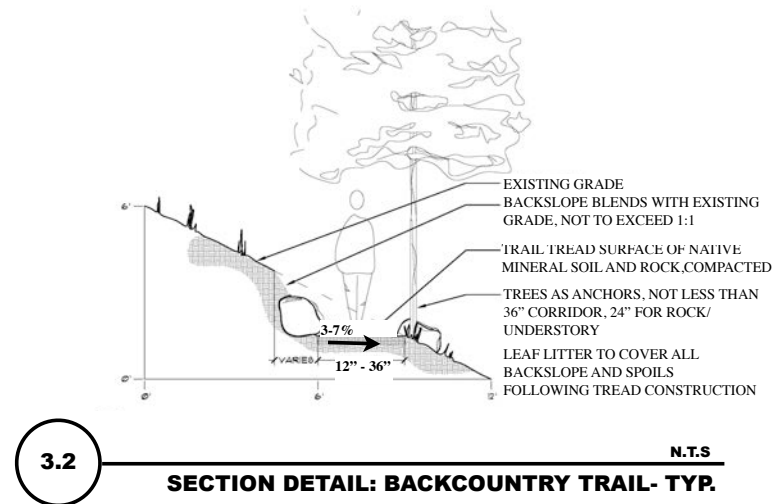 EXISTING GRADE
BACKSLOPE BLENDS WITH EXISTING
GRADE, NOT TO EXCEED 1:1
TRAIL TREAD SURFACE OF NATIVE
MINERAL SOIL AND ROCK,COMPACTED
TREES AS ANCHORS, NOT LESS THAN
36” CORRIDOR, 24” FOR ROCK/
UNDERSTORY
LEAF LITTER TO COVER ALL
BACKSLOPE AND SPOILS
FOLLOWING TREAD CONSTRUCTION
6'
3-7%
VARIES
12” - 36”
0'
0'
6'
12'
3.2
N.T.S
SECTION DETAIL: BACKCOUNTRY TRAIL- TYP.